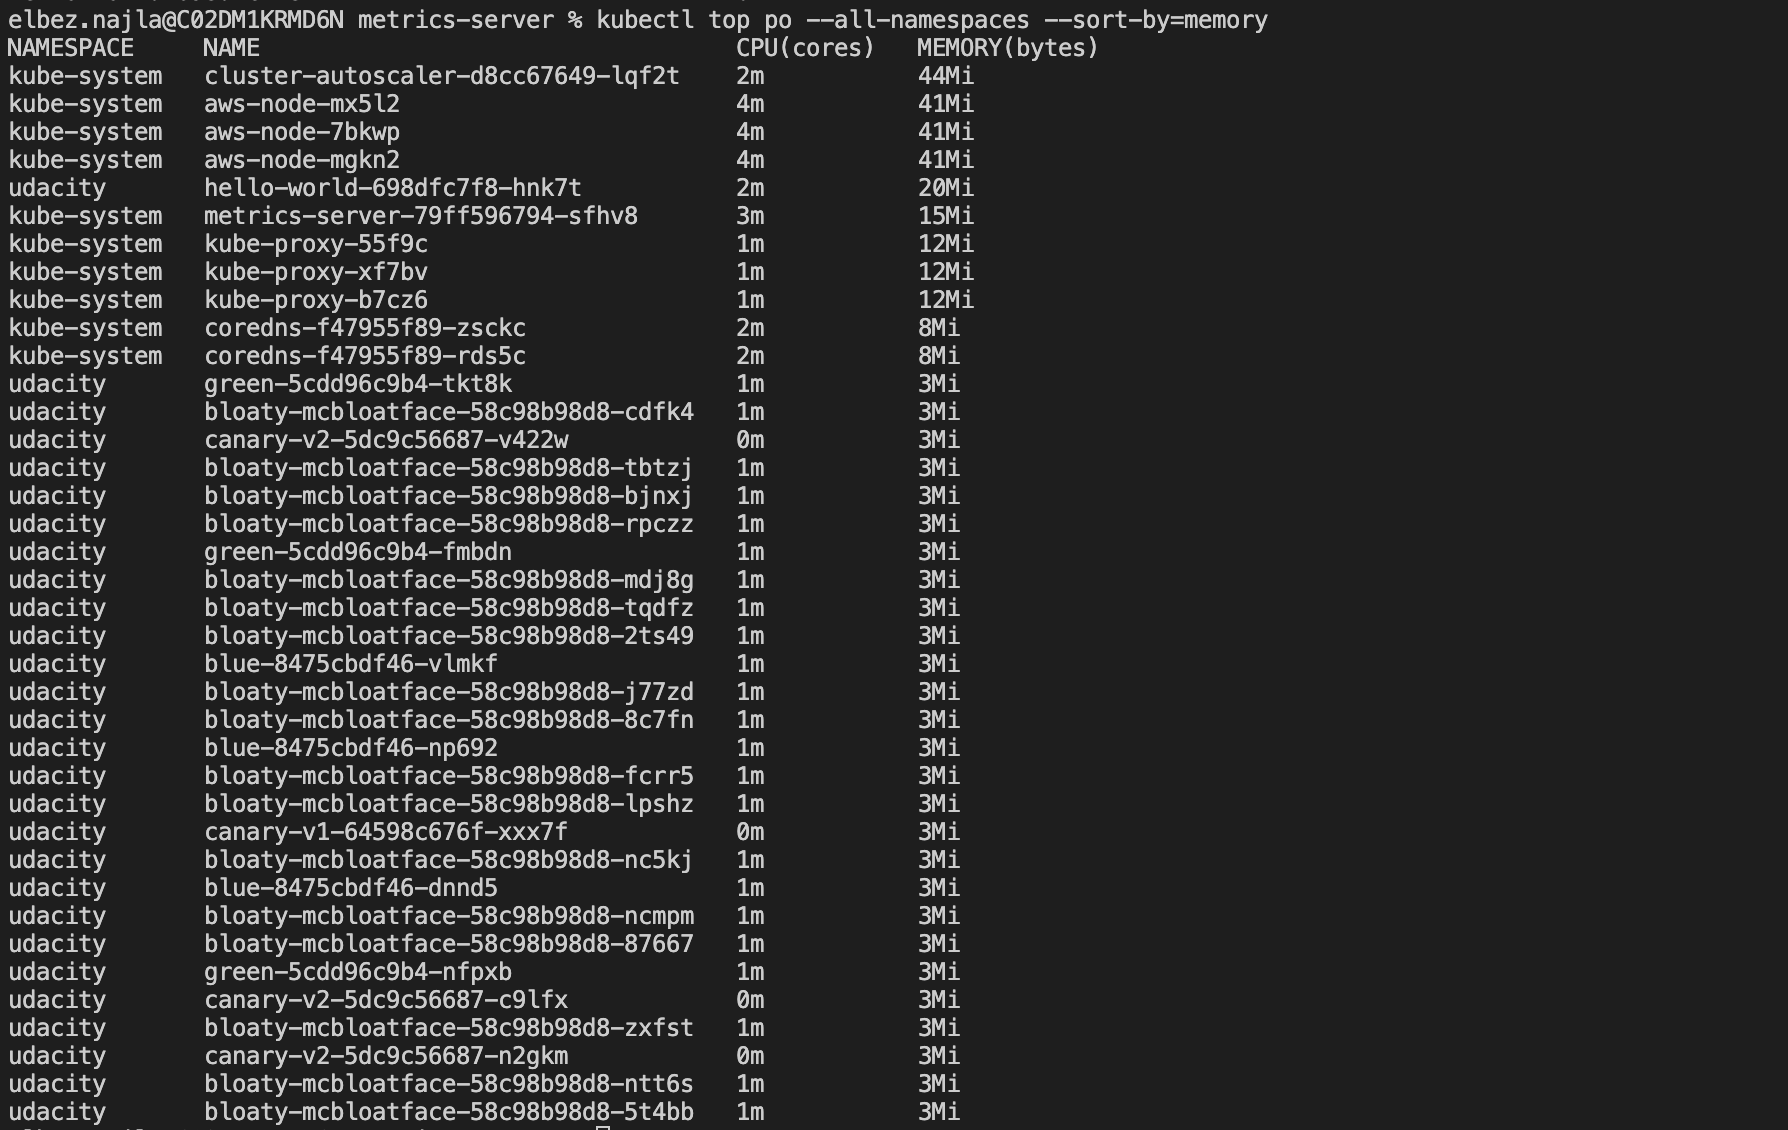 elbez.najla@C02DM1KRMD6N metrics-server % kubectl top po --all-namespaces --sort-by=memory
NAMESPACE NAME CPU(cores) MEMORY(bytes)
kube-system cluster-autoscaler-d8cc67649-lqf2t 2m 44Mi
kube-system aws-node-mx5l2 4m 41Mi
kube-system aws-node-7bkwp 4m 41Mi
kube-system aws-node-mgkn2 4m 41Mi
udacity hello-world-698dfc7f8-hnk7t 2m 20Mi
kube-system metrics-server-79ff596794-sfhv8 3m 15Mi
kube-system kube-proxy-55f9c 1m 12Mi
kube-system kube-proxy-xf7bv 1m 12Mi
kube-system kube-proxy-b7cz6 1m 12Mi
kube-system coredns-f47955f89-zsckc 2m 8Mi
kube-system coredns-f47955f89-rds5c 2m 8Mi
udacity green-5cdd96c9b4-tkt8k 1m 3Mi
udacity bloaty-mcbloatface-58c98b98d8-cdfk4 1m 3Mi
udacity canary-v2-5dc9c56687-v422w 0m 3Mi
udacity bloaty-mcbloatface-58c98b98d8-tbtzj 1m 3Mi
udacity bloaty-mcbloatface-58c98b98d8-bjnxj 1m 3Mi
udacity bloaty-mcbloatface-58c98b98d8-rpczz 1m 3Mi
udacity green-5cdd96c9b4-fmbdn 1m 3Mi
udacity bloaty-mcbloatface-58c98b98d8-mdj8g 1m 3Mi
udacity bloaty-mcbloatface-58c98b98d8-tqdfz 1m 3Mi
udacity bloaty-mcbloatface-58c98b98d8-2ts49 1m 3Mi
udacity blue-8475cbdf46-vlmkf 1m 3Mi
udacity bloaty-mcbloatface-58c98b98d8-j77zd 1m 3Mi
udacity bloaty-mcbloatface-58c98b98d8-8c7fn 1m 3Mi
udacity blue-8475cbdf46-np692 1m 3Mi
udacity bloaty-mcbloatface-58c98b98d8-fcrr5 1m 3Mi
udacity bloaty-mcbloatface-58c98b98d8-lpshz 1m 3Mi
udacity canary-v1-64598c676f-xxx7f 0m 3Mi
udacity bloaty-mcbloatface-58c98b98d8-nc5kj 1m 3Mi
udacity blue-8475cbdf46-dnnd5 1m 3Mi
udacity bloaty-mcbloatface-58c98b98d8-ncmpm 1m 3Mi
udacity bloaty-mcbloatface-58c98b98d8-87667 1m 3Mi
udacity green-5cdd96c9b4-nfpxb 1m 3Mi
udacity canary-v2-5dc9c56687-c9lfx 0m 3Mi
udacity bloaty-mcbloatface-58c98b98d8-zxfst 1m 3Mi
udacity canary-v2-5dc9c56687-n2gkm 0m 3Mi
udacity bloaty-mcbloatface-58c98b98d8-ntt6s 1m 3Mi
udacity bloaty-mcbloatface-58c98b98d8-5t4bb 1m 3Mi